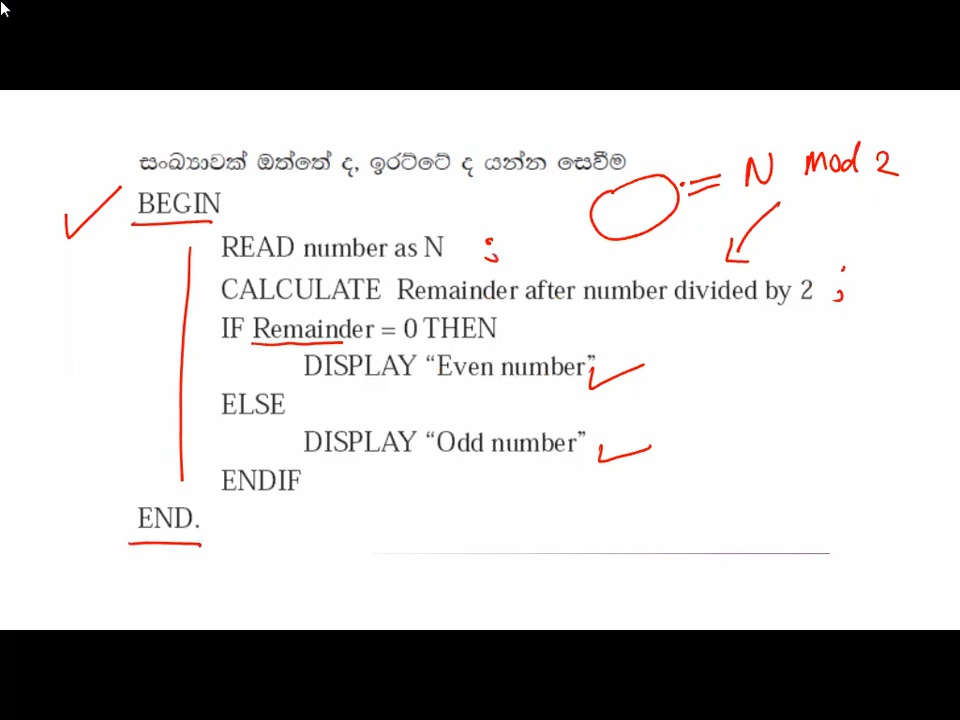 සංඛ්‍යාවක් ඔත්තේ ද, ඉරට්ටේ ද යන්න සෙවීම
:= N mod 2
BEGIN
READ number as N ;
CALCULATE Remainder after number divided by 2 ;
IF Remainder = 0 THEN
DISPLAY “Even number”
ELSE
DISPLAY “Odd number”
ENDIF
END.